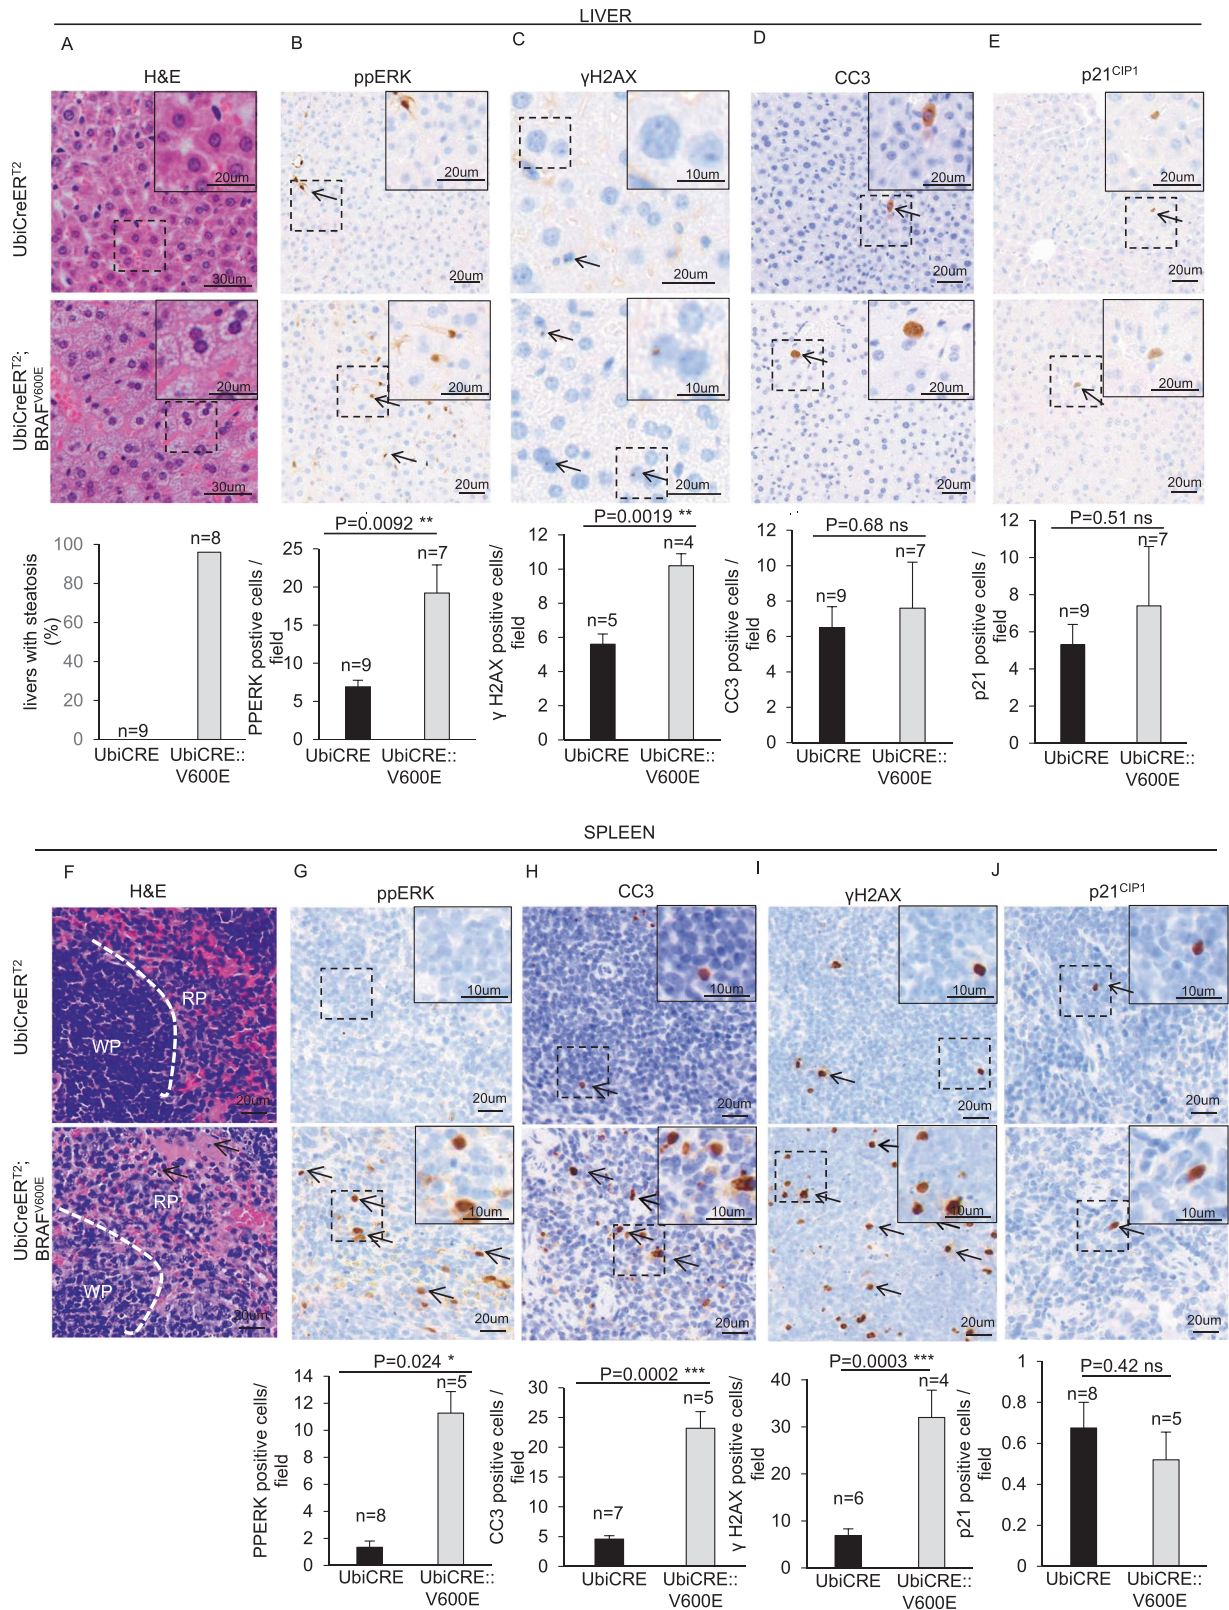 LIVER
A
B
C
D
E
H&E
ppERK
γH2AX
CC3
p21CIP1
UbiCreERT2
20um
30um
20um
20um
10um
20um
20um
20um
20um
20um
UbiCreERT2;
BRAFV600E
20um
30um
20um
20um
10um
20um
20um
20um
20um
20um
livers with steatosis
(%)
100
80
60
40
20
0
n=9
n=8
UbiCRE
UbiCRE::
V600E
P=0.0092 **
PPERK postive cells /
field
25
20
15
10
5
0
n=9
n=7
UbiCRE
UbiCRE::
V600E
P=0.0019 **
γ H2AX positive cells/
field
12
10
8
6
4
2
0
n=5
n=4
UbiCRE
UbiCRE::
V600E
P=0.68 ns
CC3 positive cells /
field
12
10
8
6
4
2
0
n=9
n=7
UbiCRE
UbiCRE::
V600E
P=0.51 ns
p21 positive cells /
field
12
10
8
6
4
2
0
n=9
n=7
UbiCRE
UbiCRE::
V600E
SPLEEN
F
G
H
I
J
H&E
ppERK
CC3
γH2AX
p21CIP1
UbiCreERT2
RP
WP
20um
10um
20um
10um
20um
10um
20um
10um
20um
UbiCreERT2;
BRAFV600E
RP
WP
20um
10um
20um
10um
20um
10um
20um
10um
20um
P=0.024 *
PPERK positive cells/
field
14
12
10
8
6
4
2
0
n=8
n=5
UbiCRE
UbiCRE::
V600E
P=0.0002 ***
CC3 positive cells /
field
30
25
20
15
10
5
0
n=7
n=5
UbiCRE
UbiCRE::
V600E
P=0.0003 ***
γ H2AX positive cells/
field
40
30
20
10
0
n=6
n=4
UbiCRE
UbiCRE::
V600E
P=0.42 ns
p21 positive cells /
field
1
0.8
0.6
0.4
0.2
0
n=8
n=5
UbiCRE
UbiCRE::
V600E